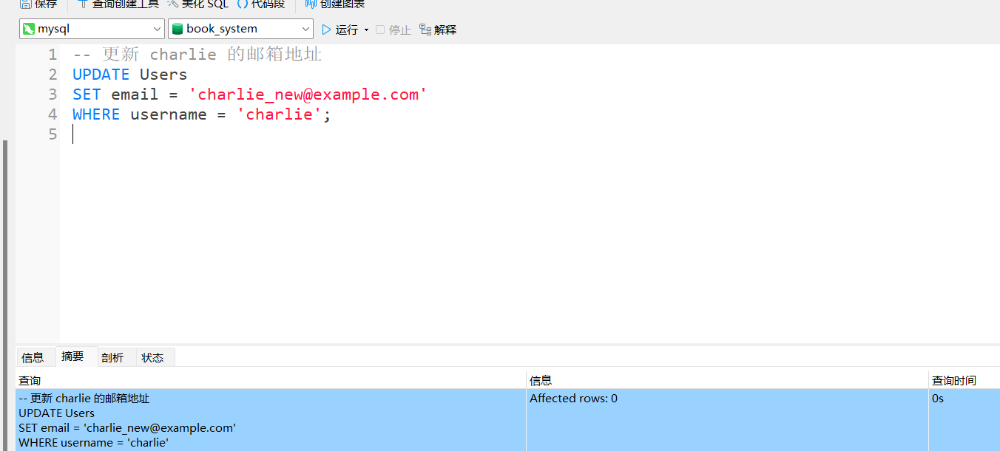 保存 查询创建工具 美化 SQL () 代码段 创建图表
mysql book_system 运行 停止 解释
1 -- 更新 charlie 的邮箱地址
2 UPDATE Users
3 SET email = 'charlie_new@example.com'
4 WHERE username = 'charlie';
5
信息 摘要 剖析 状态
查询 信息 查询时间
-- 更新 charlie 的邮箱地址 Affected rows: 0 0s
UPDATE Users
SET email = 'charlie_new@example.com'
WHERE username = 'charlie'